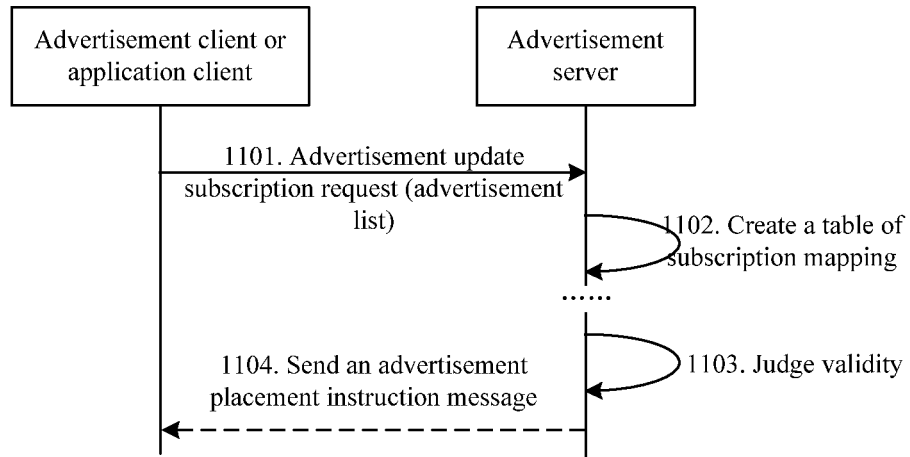 Advertisement client or
application client
Advertisement
server
1101. Advertisement update
subscription request (advertisement
list)
1102. Create a table of
subscription mapping
......
1103. Judge validity
1104. Send an advertisement
placement instruction message